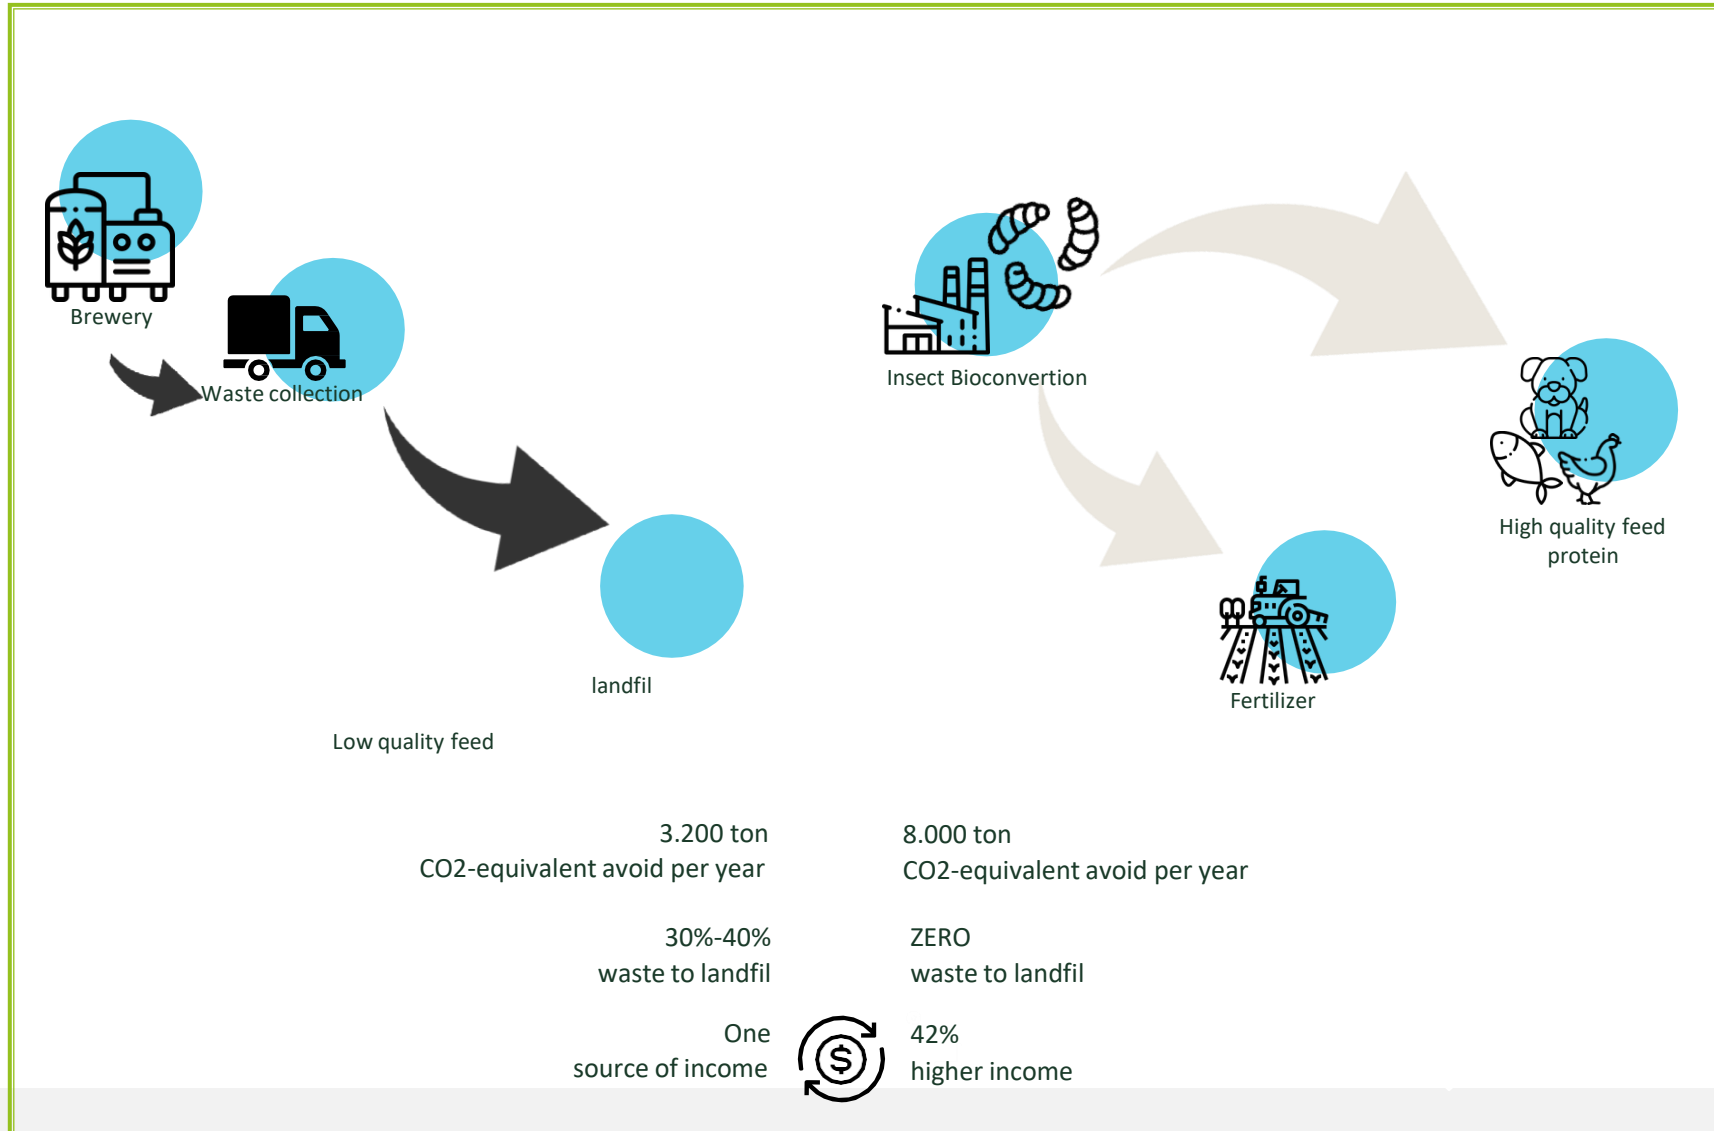 Brewery
Waste collection
landfil
Low quality feed
Insect Bioconvertion
High quality feed
protein
Fertilizer
3.200 ton
CO2-equivalent avoid per year
30%-40%
waste to landfil
One
source of income
$
8.000 ton
CO2-equivalent avoid per year
ZERO
waste to landfil
42%
higher income